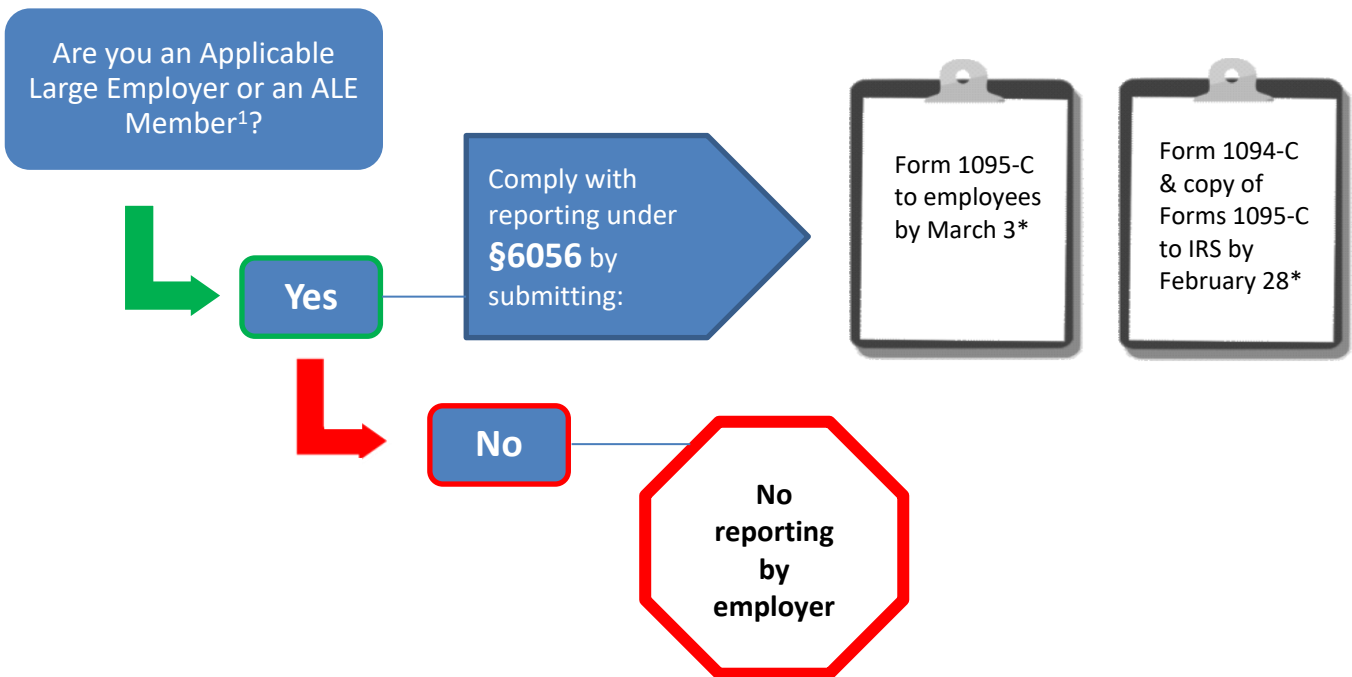 Are you an Applicable
Large Employer or an ALE
Member¹?
Yes
Comply with
reporting under
§6056 by
submitting:
Form 1095-C
to employees
by March 3*
Form 1094-C
& copy of
Forms 1095-C
to IRS by
February 28*
No
No
reporting
by
employer